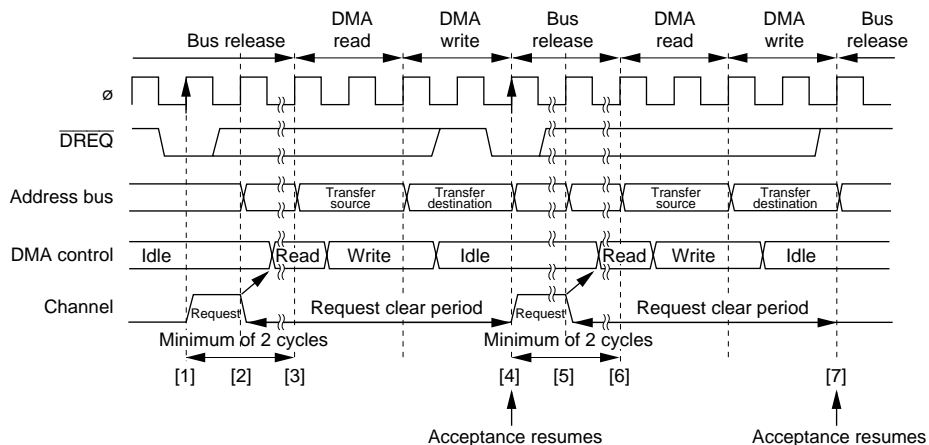 DMA DMA Bus DMA DMA Bus
Bus release read write release read write release
ø
DREQ
Address bus Transfer source Transfer destination Transfer source Transfer destination
DMA control Idle Read Write Idle Read Write Idle
Channel Request Request clear period Request Request clear period
Minimum of 2 cycles Minimum of 2 cycles
[1] [2] [3] [4] [5] [6] [7]
Acceptance resumes Acceptance resumes